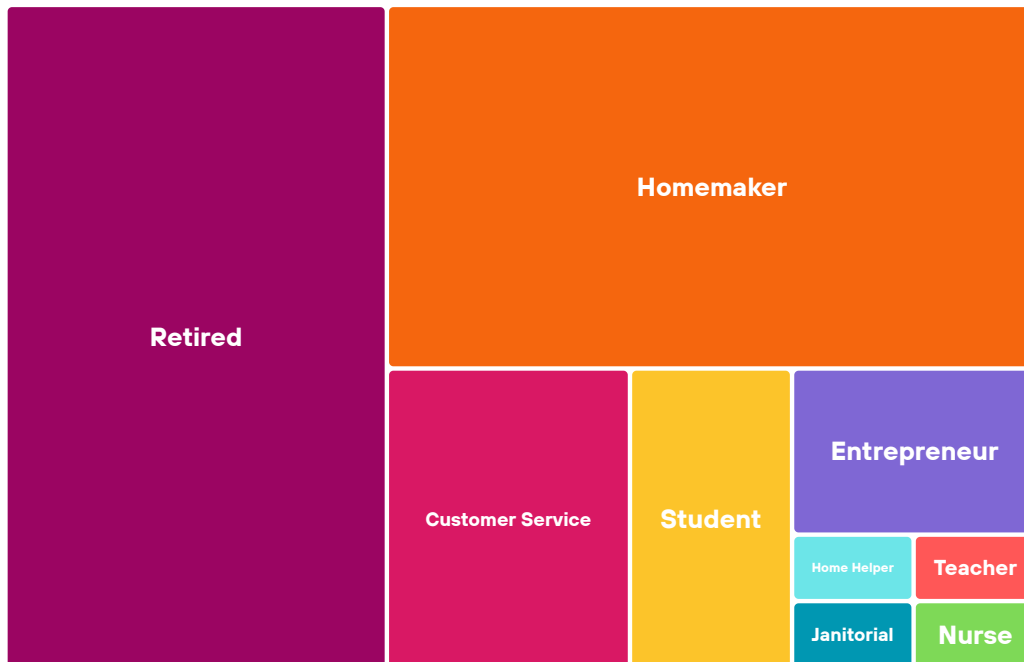 Retired
Homemaker
Customer Service
Student
Entrepreneur
Home Helper
Teacher
Janitorial
Nurse